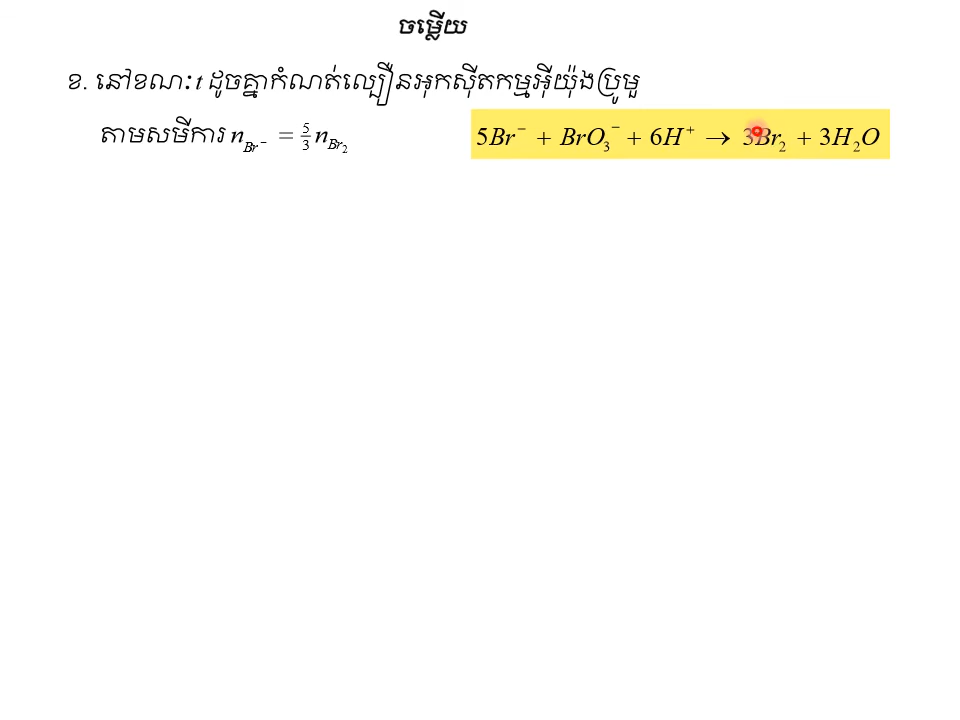 ចម្លើយ
ខ. នៅខណៈ t ដូចគ្នាកំណត់ល្បឿនអុកស៊ីតកម្មអ៊ីយ៉ុងប្រូមួ
តាមសមីការ n_{Br^-} = \frac{5}{3} n_{Br_2}
5Br^- + BrO_3^- + 6H^+ → 3Br_2 + 3H_2O